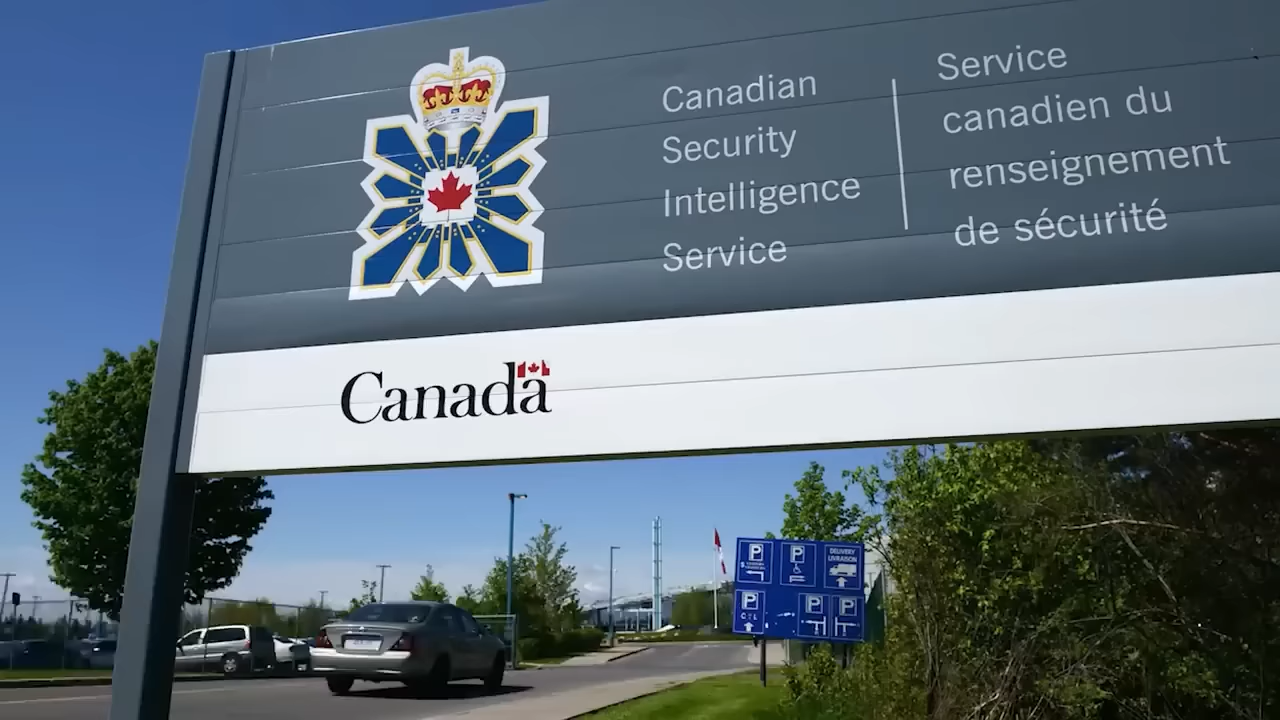 Canadian
Security
Intelligence
Service
Service
canadien du
renseignement
de sécurité
Canada
P
P
DELIVERY
LIVRAISON
P
P
P